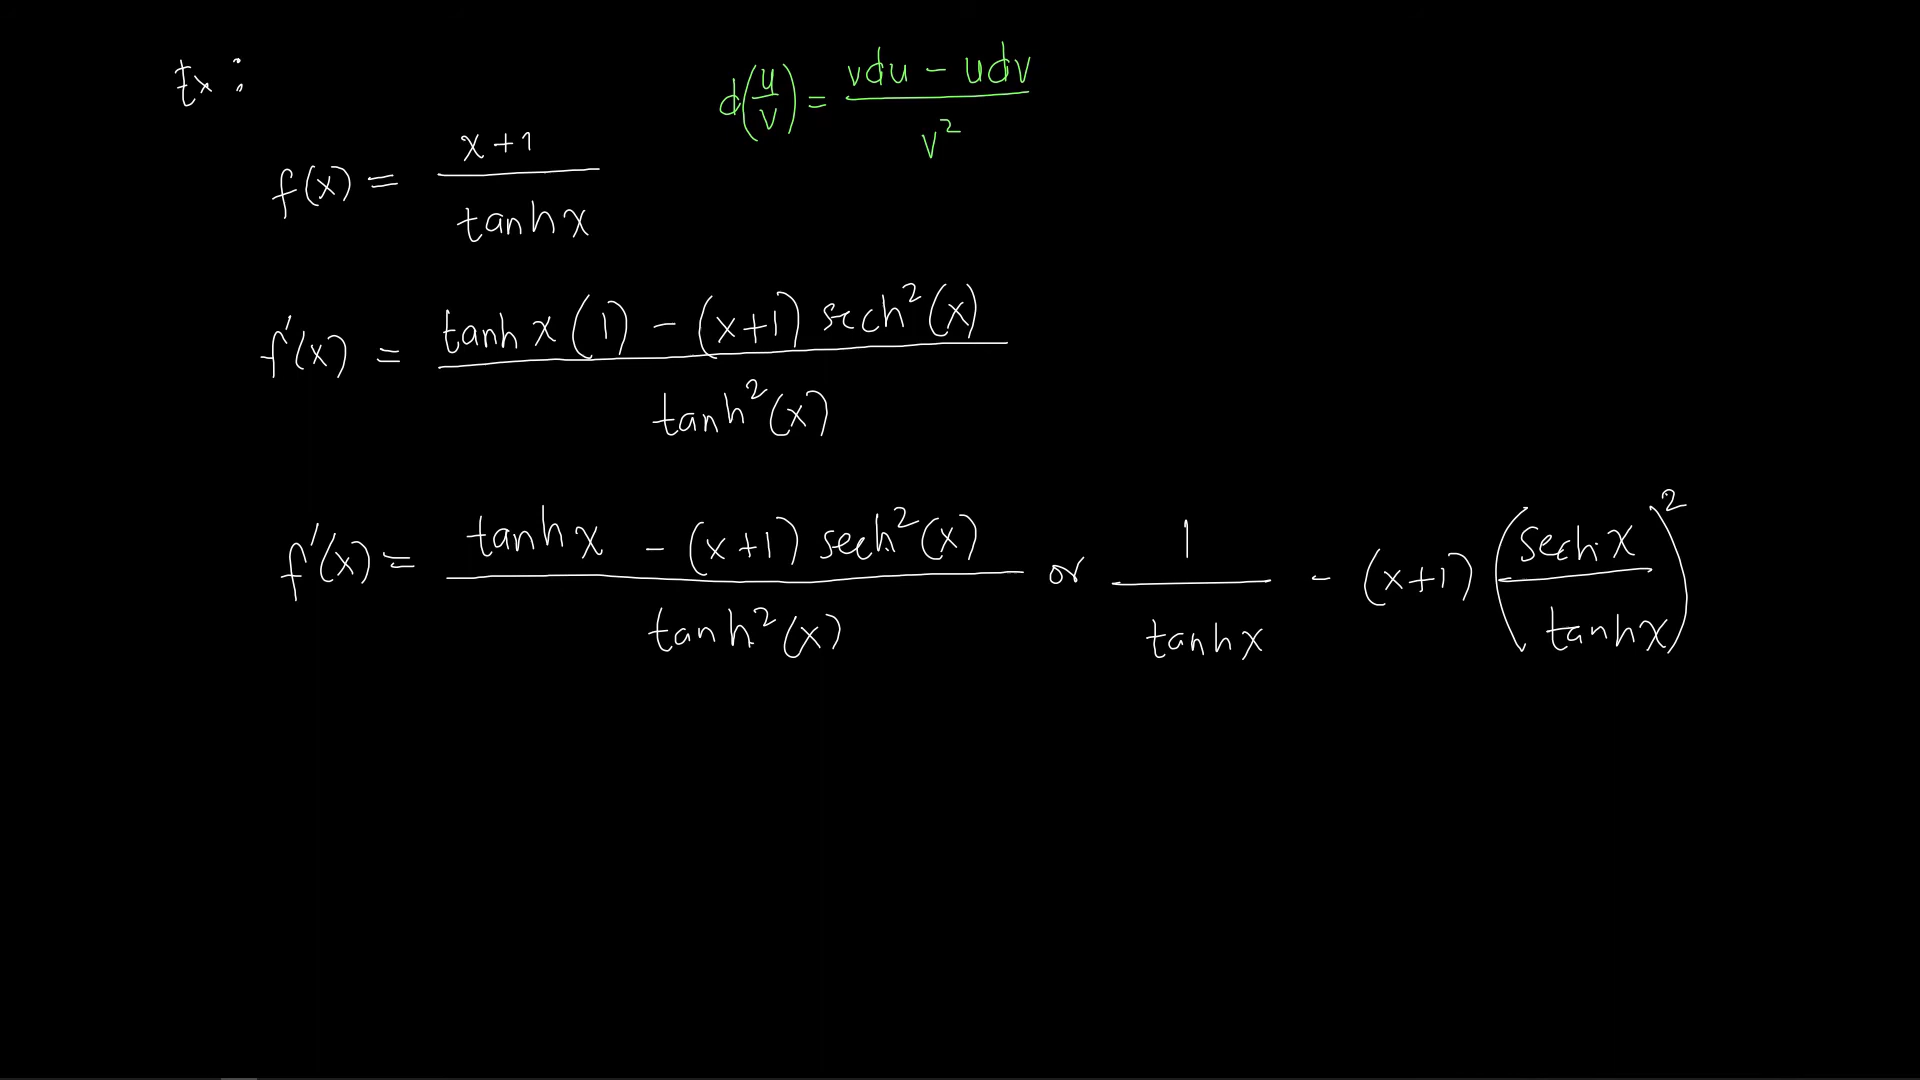 Ex :
d(u/v) = (vdu - udv)/v²
f(x) = (x+1)/(tanh x)
f'(x) = (tanh x (1) - (x+1) sech²(x))/(tanh²(x))
f'(x) = (tanh x - (x+1) sech²(x))/(tanh²(x)) or 1/(tanh x) - (x+1) (sech x/tanh x)²